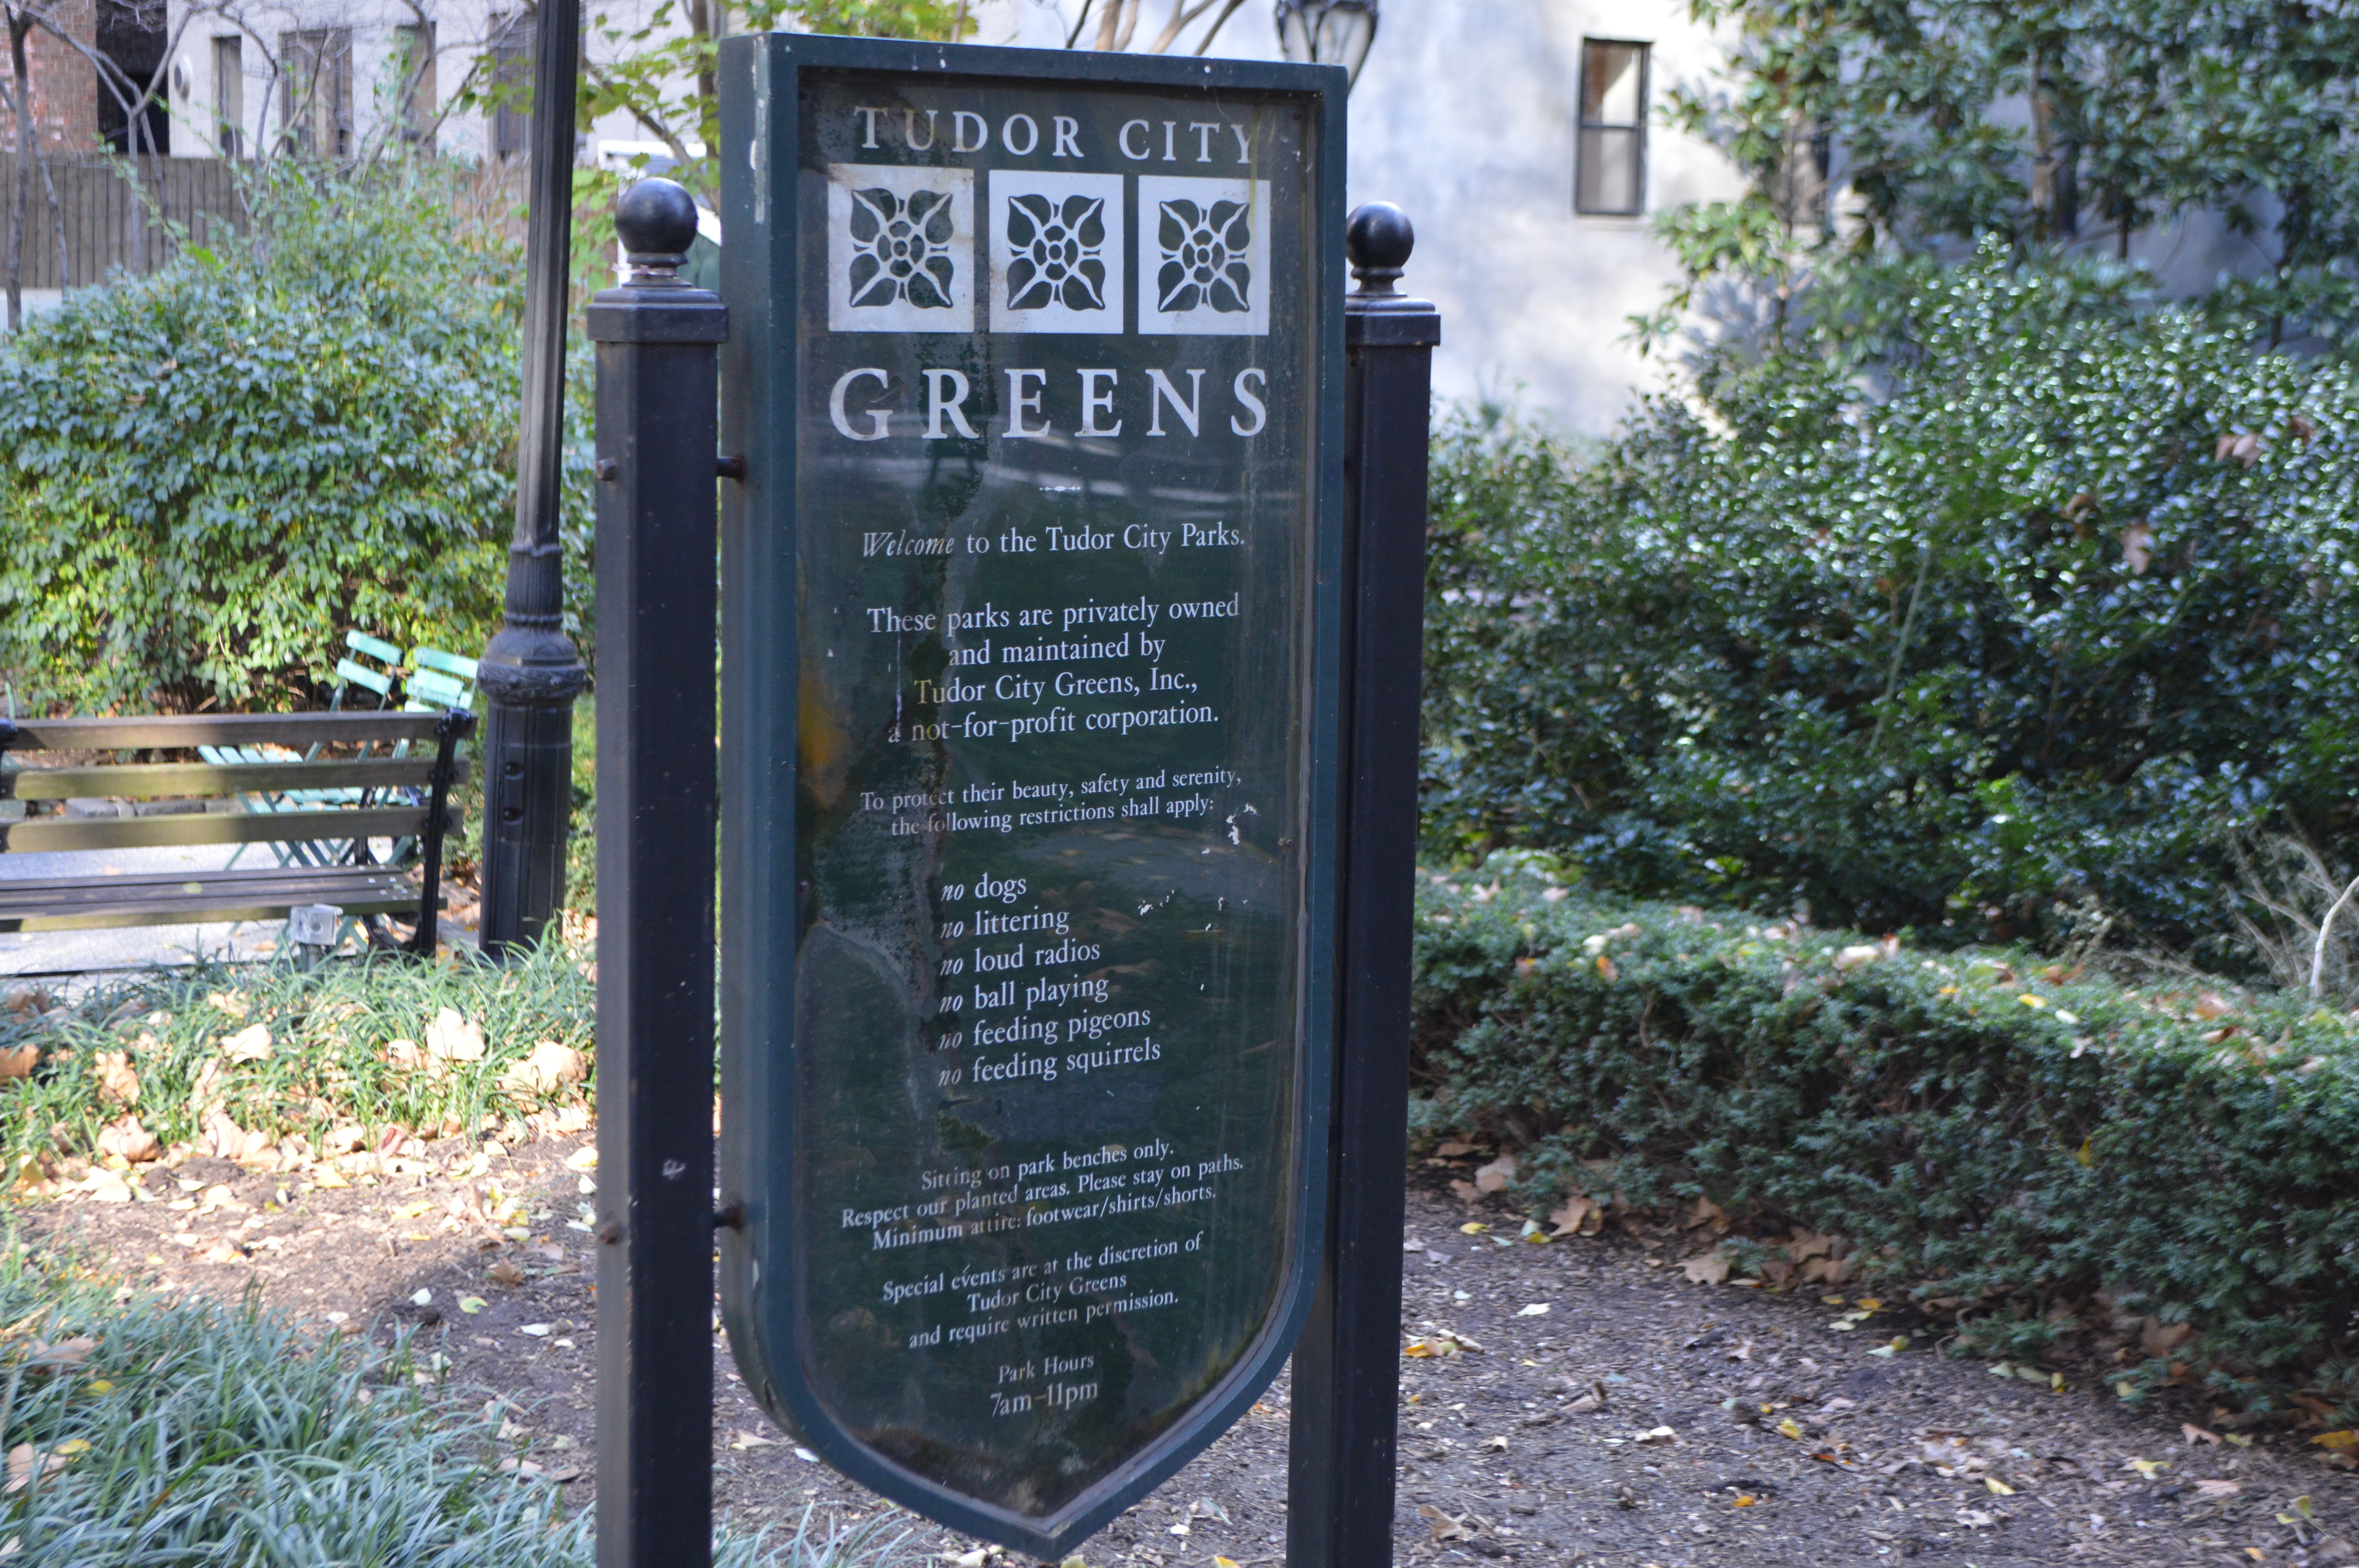 TUDOR CITY
GREENS
Welcome to the Tudor City Parks.
These parks are privately owned
and maintained by
Tudor City Greens, Inc.,
a not-for-profit corporation.
To protect their beauty, safety and serenity,
the following restrictions shall apply:
no dogs
no littering
no loud radios
no ball playing
no feeding pigeons
no feeding squirrels
Sitting on park benches only.
Respect our planted areas. Please stay on paths.
Minimum attire: footwear/shirts/shorts.
Special events are at the discretion of
Tudor City Greens
and require written permission.
Park Hours
7am-11pm